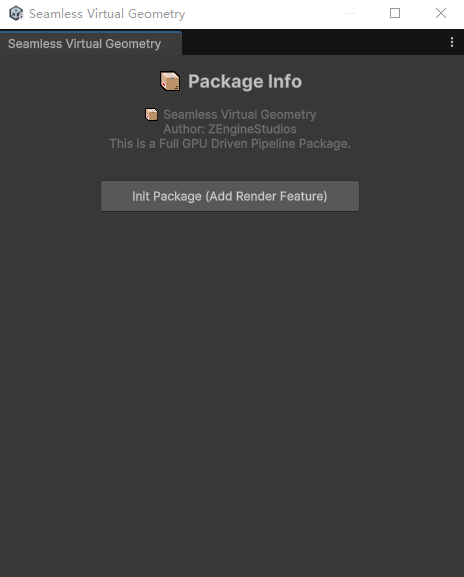 Seamless Virtual Geometry
Seamless Virtual Geometry
Package Info
Seamless Virtual Geometry
Author: ZEngineStudios
This is a Full GPU Driven Pipeline Package.
Init Package (Add Render Feature)